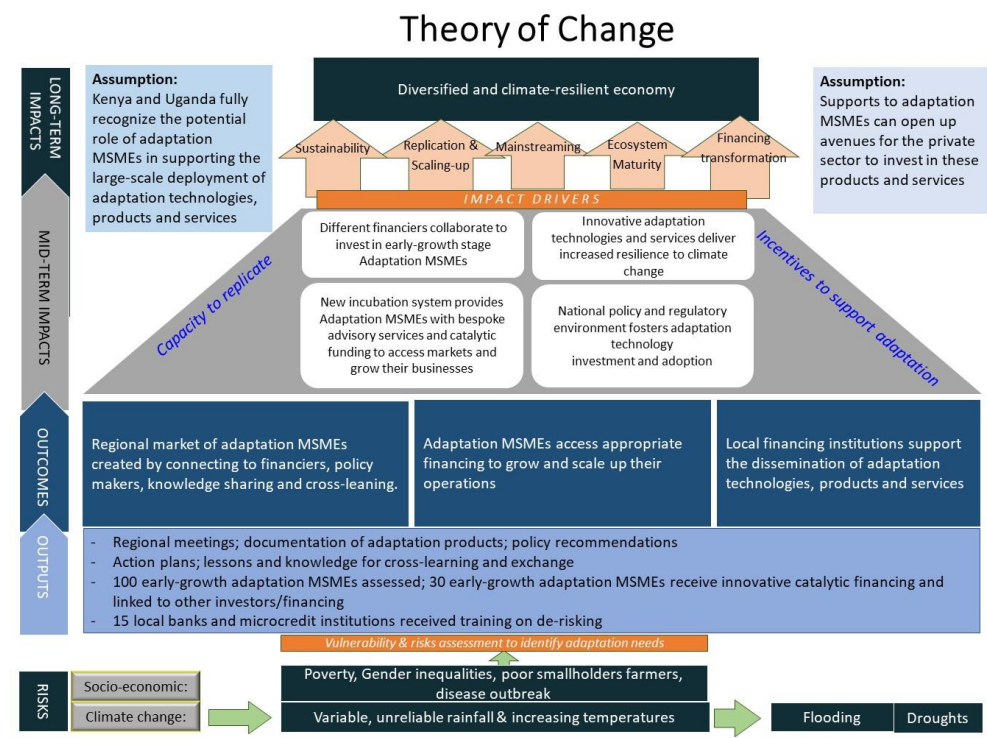 Theory of Change
LONG-TERM
IMPACTS
Assumption:
Kenya and Uganda fully
recognize the potential
role of adaptation
MSMEs in supporting the
large-scale deployment of
adaptation technologies,
products and services
Diversified and climate-resilient economy
Assumption:
Supports to adaptation
MSMEs can open up
avenues for the private
sector to invest in these
products and services
Sustainability
Replication &
Scaling-up
Mainstreaming
Ecosystem
Maturity
Financing
transformation
IMPACT DRIVERS
MID-TERM IMPACTS
Capacity to replicate
Different financiers collaborate to
invest in early-growth stage
Adaptation MSMEs
Innovative adaptation
technologies and services deliver
increased resilience to climate
change
New incubation system provides
Adaptation MSMEs with bespoke
advisory services and catalytic
funding to access markets and
grow their businesses
National policy and regulatory
environment fosters adaptation
technology
investment and adoption
Incentives to support adaptation
OUTCOMES
Regional market of adaptation MSMEs
created by connecting to financiers, policy
makers, knowledge sharing and cross-leaning.
Adaptation MSMEs access appropriate
financing to grow and scale up their
operations
Local financing institutions support
the dissemination of adaptation
technologies, products and services
OUTPUTS
- Regional meetings; documentation of adaptation products; policy recommendations
- Action plans; lessons and knowledge for cross-learning and exchange
- 100 early-growth adaptation MSMEs assessed; 30 early-growth adaptation MSMEs receive innovative catalytic financing and
linked to other investors/financing
- 15 local banks and microcredit institutions received training on de-risking
Vulnerability & risks assessment to identify adaptation needs
RISKS
Socio-economic:
Poverty, Gender inequalities, poor smallholders farmers,
disease outbreak
Climate change:
Variable, unreliable rainfall & increasing temperatures
Flooding
Droughts